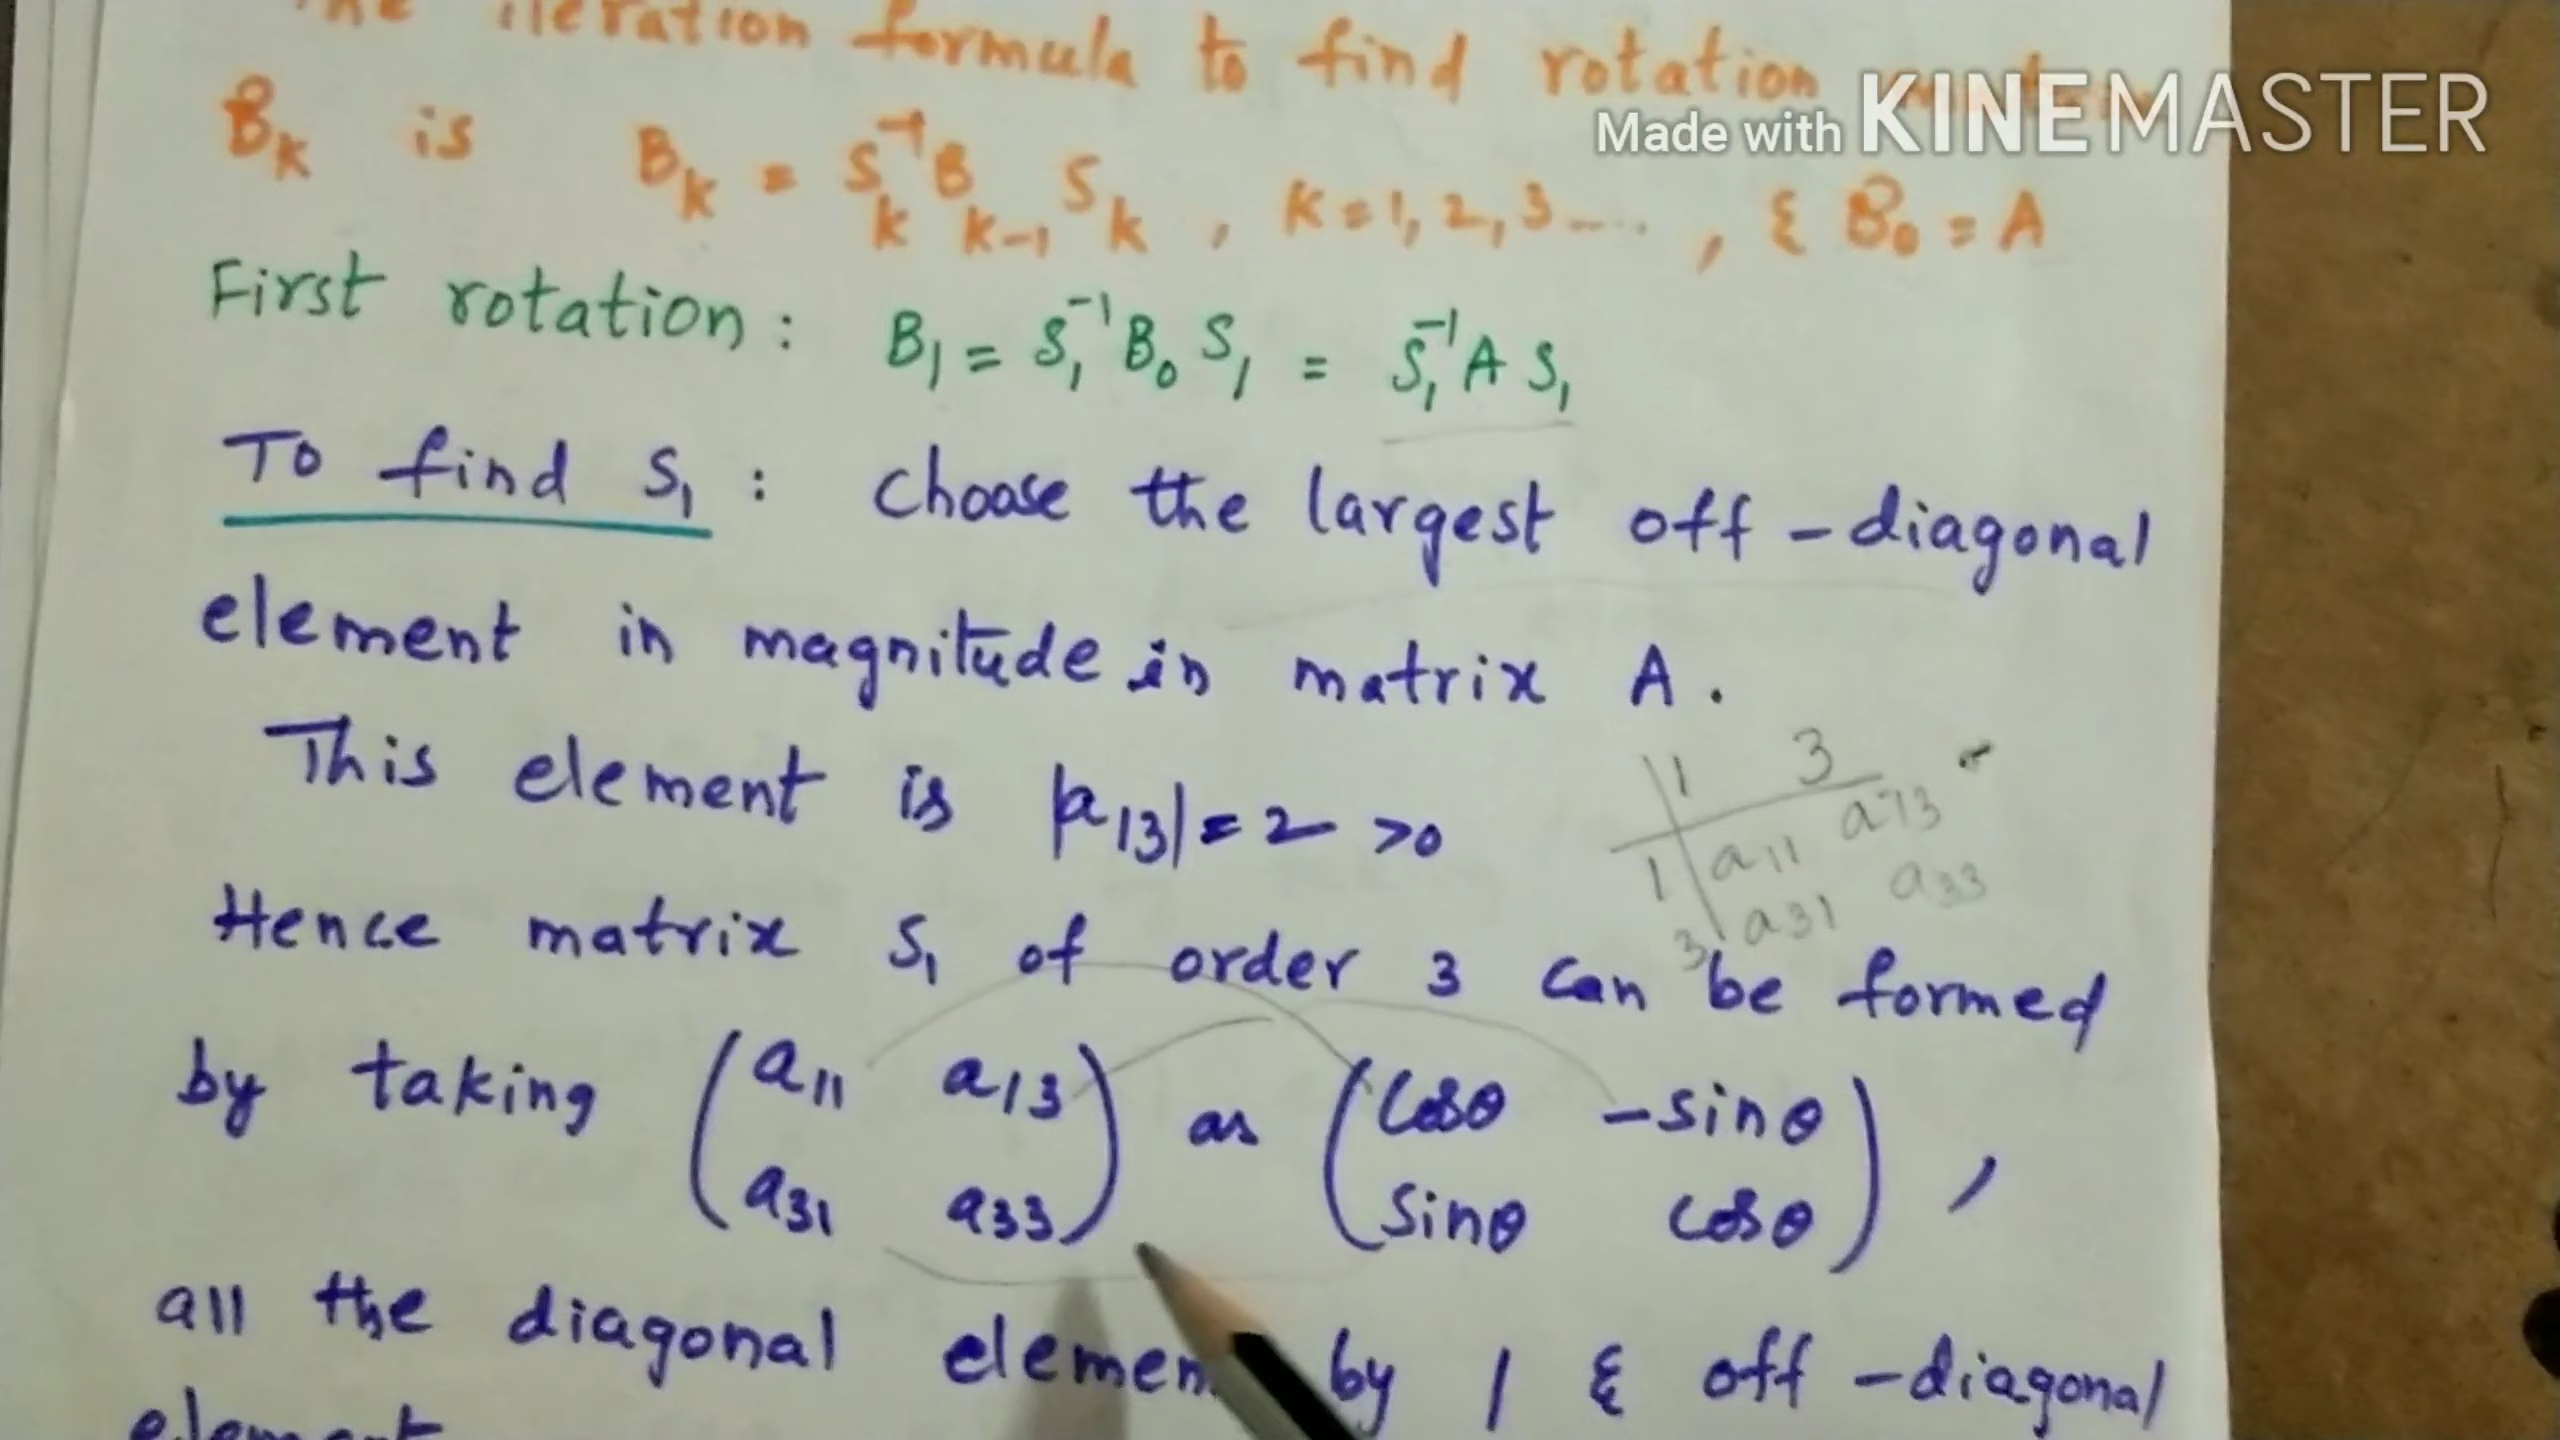 The iteration formula to find rotation
Made with KINEMASTER
Bk is Bk = Sk⁻¹ Bk-1 Sk , k=1,2,3...., & B₀ = A
First rotation: B₁ = S₁⁻¹ B₀ S₁ = S₁⁻¹ A S₁
To find S₁ : choose the largest off-diagonal
element in magnitude in matrix A.
This element is |a₁₃| = 2 >0
1 3
1 a11 a13
3 a31 a33
Hence matrix S₁ of order 3 can be formed
by taking (a11 a13) as (cosθ -sinθ) ,
(a31 a33) (sinθ cosθ)
all the diagonal elemen by 1 & off-diagonal
element